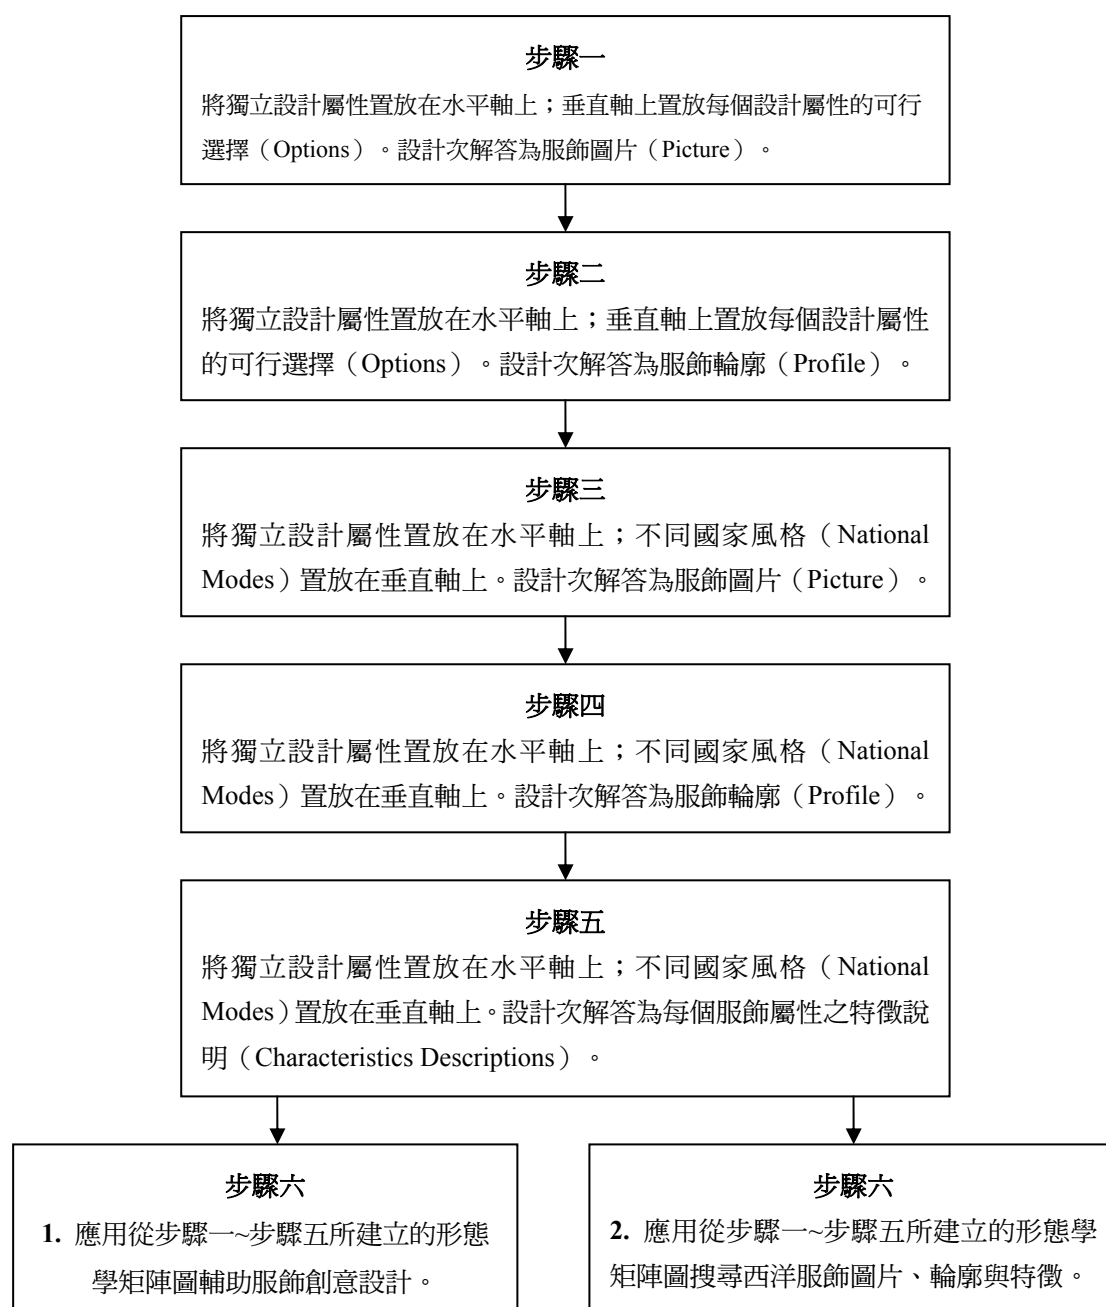 步驟一
將獨立設計屬性置放在水平軸上；垂直軸上置放每個設計屬性的可行
選擇（Options）。設計次解答為服飾圖片（Picture）。
步驟二
將獨立設計屬性置放在水平軸上；垂直軸上置放每個設計屬性
的可行選擇（Options）。設計次解答為服飾輪廓（Profile）。
步驟三
將獨立設計屬性置放在水平軸上；不同國家風格（National
Modes）置放在垂直軸上。設計次解答為服飾圖片（Picture）。
步驟四
將獨立設計屬性置放在水平軸上；不同國家風格（National
Modes）置放在垂直軸上。設計次解答為服飾輪廓（Profile）。
步驟五
將獨立設計屬性置放在水平軸上；不同國家風格（National
Modes）置放在垂直軸上。設計次解答為每個服飾屬性之特徵說
明（Characteristics Descriptions）。
步驟六
1. 應用從步驟一~步驟五所建立的形態
學矩陣圖輔助服飾創意設計。
步驟六
2. 應用從步驟一~步驟五所建立的形態學
矩陣圖搜尋西洋服飾圖片、輪廓與特徵。